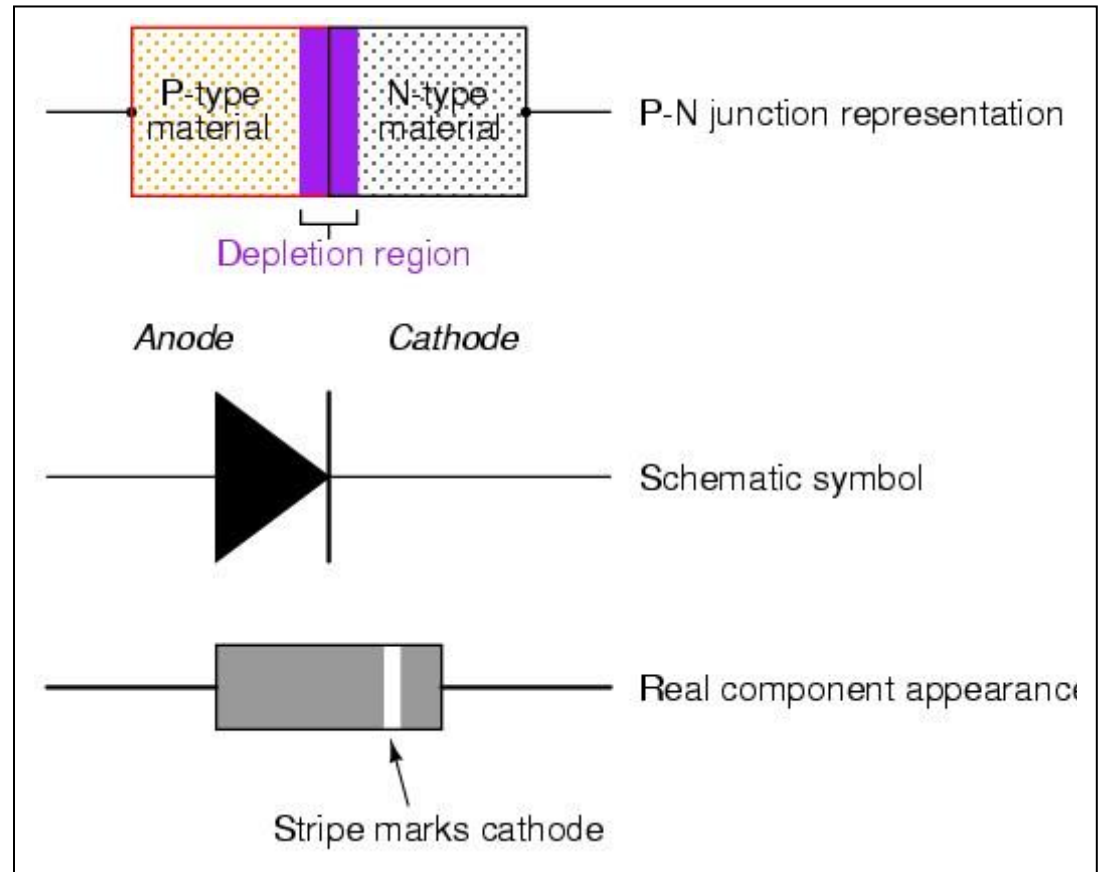 P-type
material
N-type
material
P-N junction representation
Depletion region
Anode
Cathode
Schematic symbol
Real component appearance
Stripe marks cathode